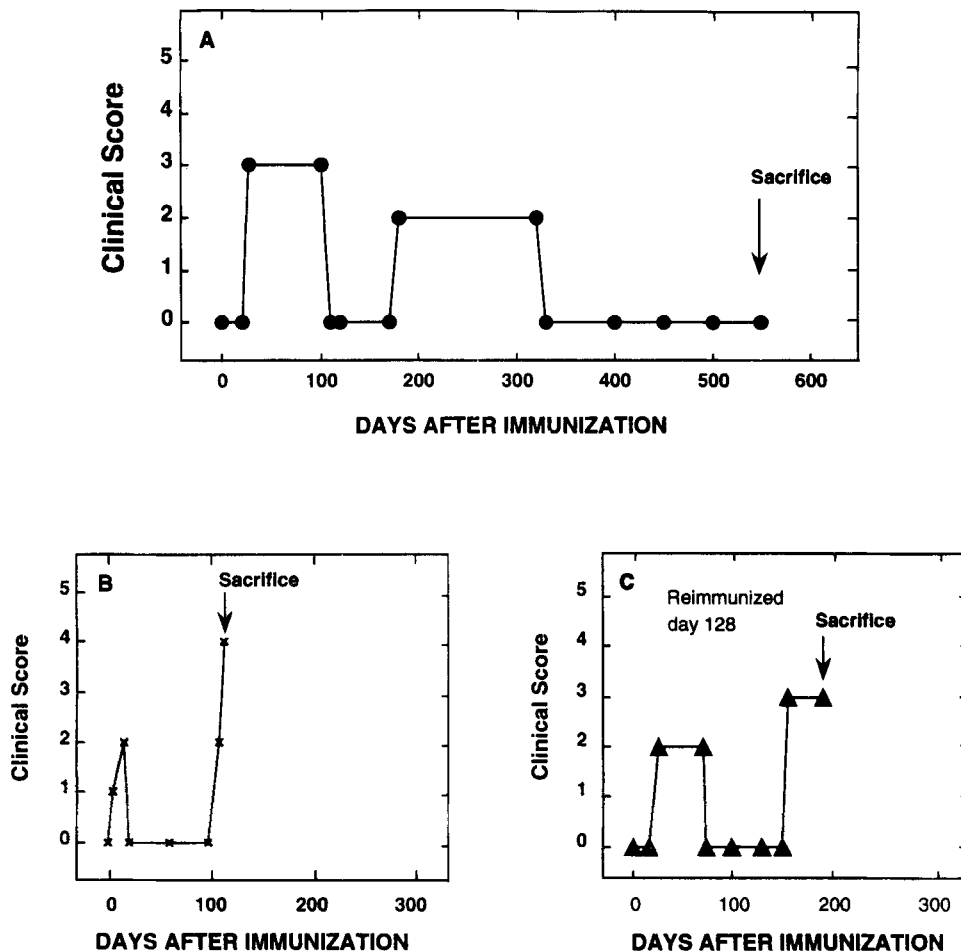 A
Clinical Score
5
4
3
2
1
0
Sacrifice
0 100 200 300 400 500 600
DAYS AFTER IMMUNIZATION
B
Clinical Score
5
4
3
2
1
0
Sacrifice
0 100 200 300
DAYS AFTER IMMUNIZATION
C
Clinical Score
5
4
3
2
1
0
Reimmunized
day 128
Sacrifice
0 100 200 300
DAYS AFTER IMMUNIZATION